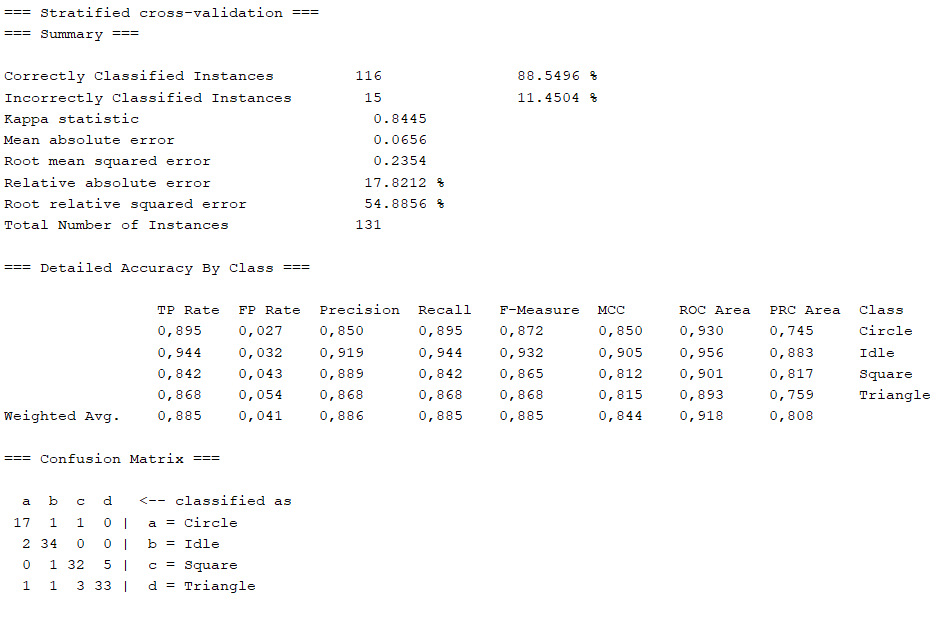 === Stratified cross-validation ===
=== Summary ===
Correctly Classified Instances 116 88.5496 %
Incorrectly Classified Instances 15 11.4504 %
Kappa statistic 0.8445
Mean absolute error 0.0656
Root mean squared error 0.2354
Relative absolute error 17.8212 %
Root relative squared error 54.8856 %
Total Number of Instances 131
=== Detailed Accuracy By Class ===
TP Rate FP Rate Precision Recall F-Measure MCC ROC Area PRC Area Class
0,895 0,027 0,850 0,895 0,872 0,850 0,930 0,745 Circle
0,944 0,032 0,919 0,944 0,932 0,905 0,956 0,883 Idle
0,842 0,043 0,889 0,842 0,865 0,812 0,901 0,817 Square
0,868 0,054 0,868 0,868 0,868 0,815 0,893 0,759 Triangle
Weighted Avg. 0,885 0,041 0,886 0,885 0,885 0,844 0,918 0,808
=== Confusion Matrix ===
a b c d <-- classified as
17 1 1 0 | a = Circle
2 34 0 0 | b = Idle
0 1 32 5 | c = Square
1 1 3 33 | d = Triangle